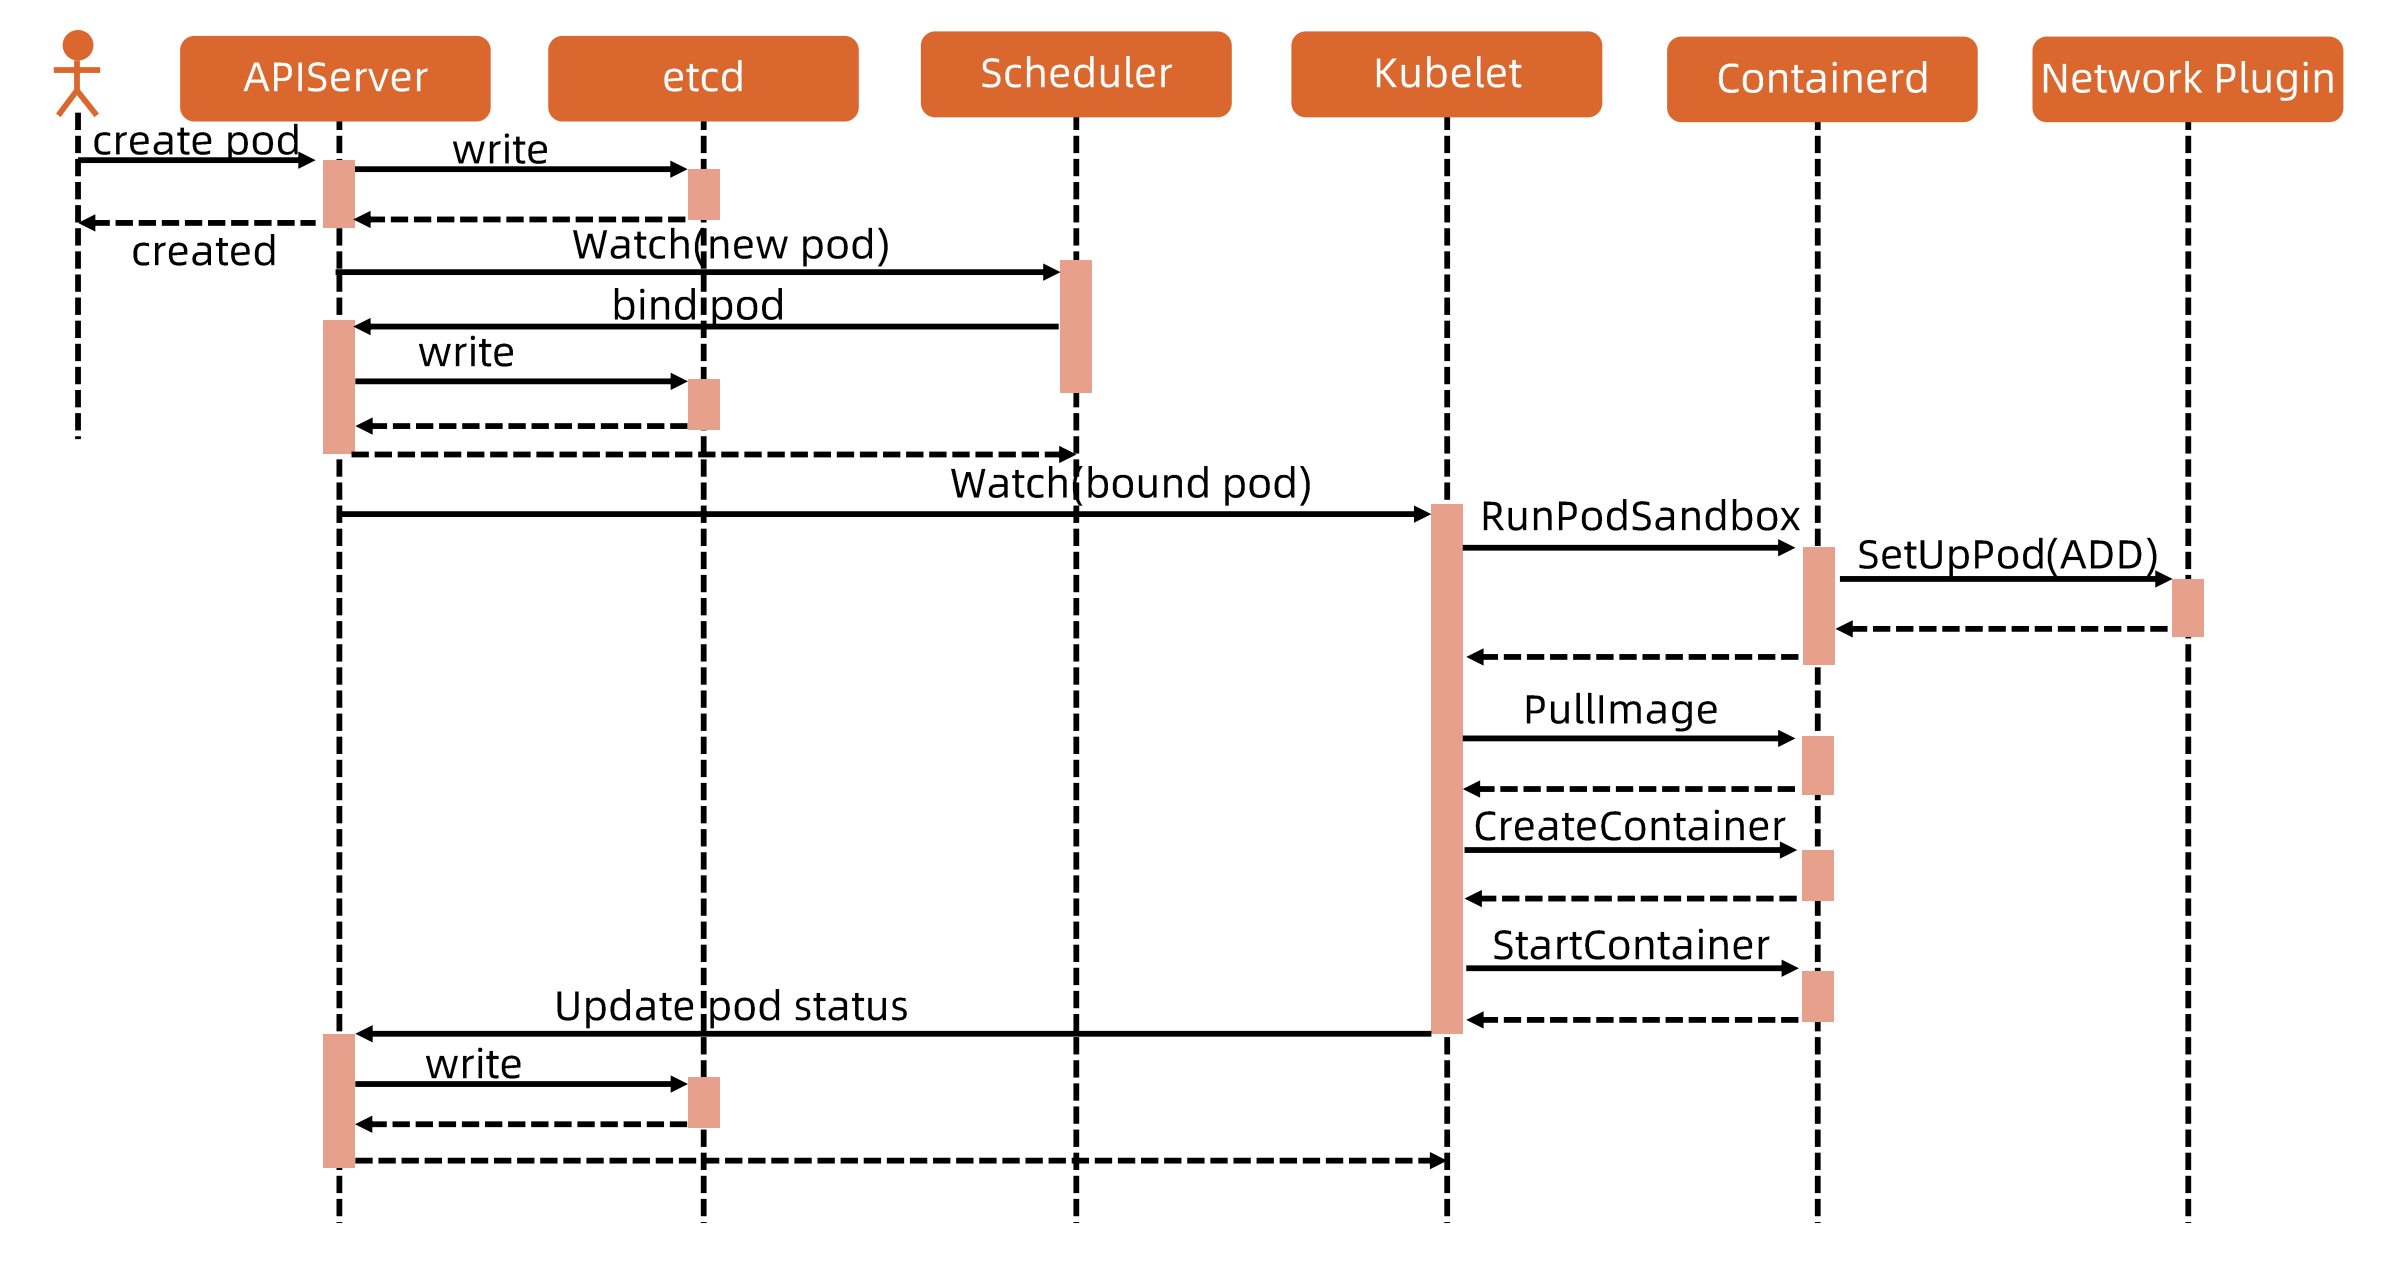 APIServer
etcd
Scheduler
Kubelet
Containerd
Network Plugin
create pod
write
created
Watch(new pod)
bind pod
write
Watch(bound pod)
RunPodSandbox
SetUpPod(ADD)
PullImage
CreateContainer
StartContainer
Update pod status
write